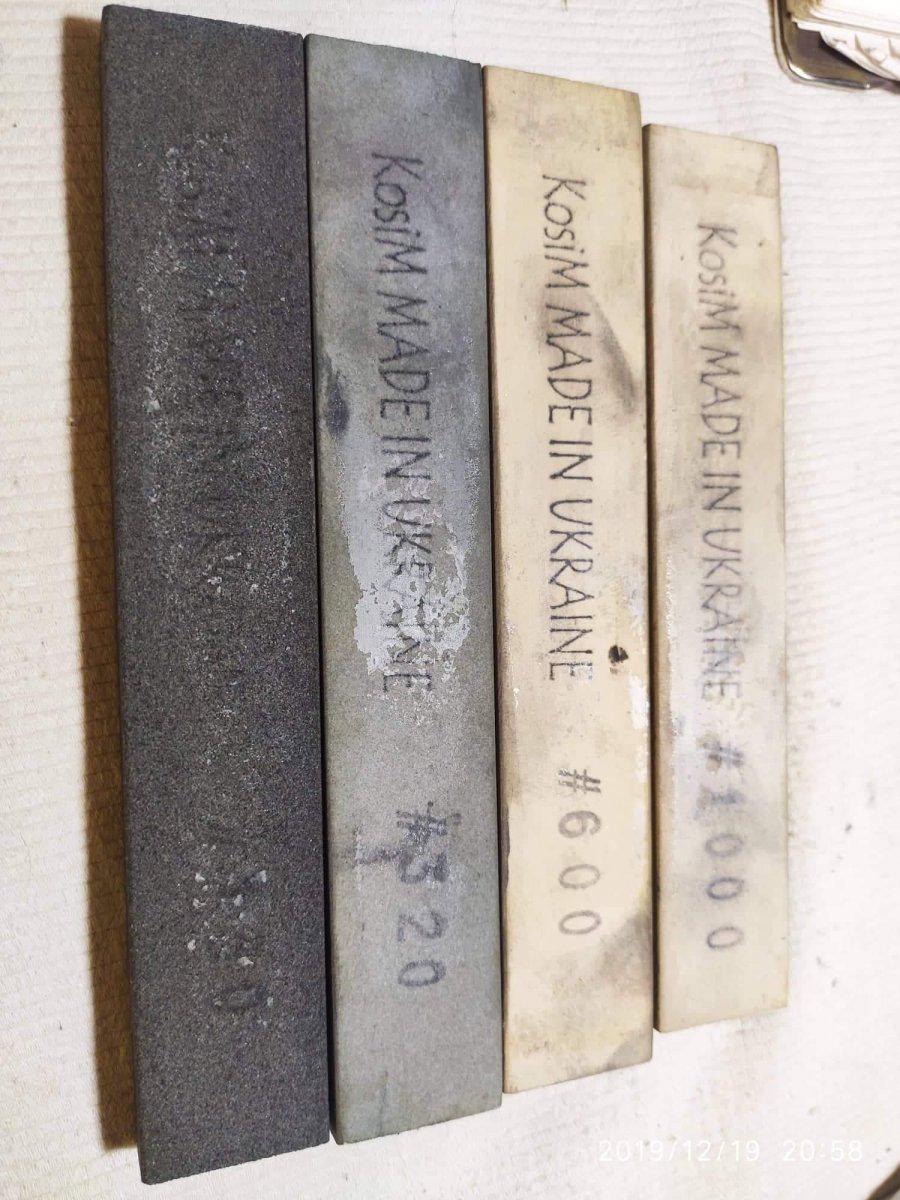 KosiM MADE IN UKRAINE #320
KosiM MADE IN UKRAINE #600
KosiM MADE IN UKRAINE #1000
2019/12/19 20:58